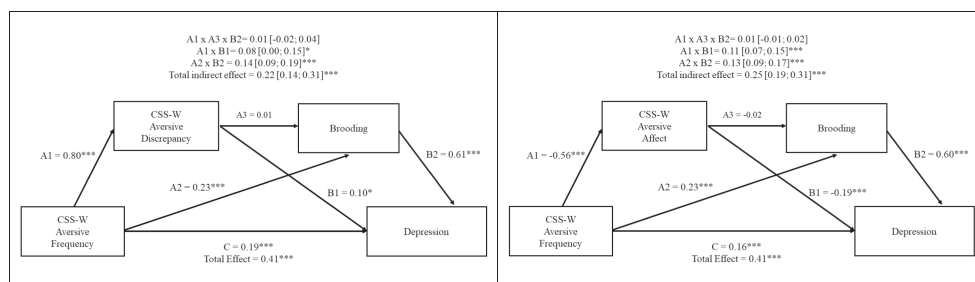 A1 x A3 x B2= 0.01 [-0.02; 0.04]
A1 x B1= 0.08 [0.00; 0.15]*
A2 x B2 = 0.14 [0.09; 0.19]***
Total indirect effect = 0.22 [0.14; 0.31]***
CSS-W
Aversive
Discrepancy
A3 = 0.01
Brooding
A1 = 0.80***
B2 = 0.61***
A2 = 0.23***
B1 = 0.10*
CSS-W
Aversive
Frequency
Depression
C = 0.19***
Total Effect = 0.41***
A1 x A3 x B2= 0.01 [-0.01; 0.02]
A1 x B1= 0.11 [0.07; 0.15]***
A2 x B2 = 0.13 [0.09; 0.17]***
Total indirect effect = 0.25 [0.19; 0.31]***
CSS-W
Aversive
Affect
A3 = -0.02
Brooding
A1 = -0.56***
B2 = 0.60***
A2 = 0.23***
B1 = -0.19***
CSS-W
Aversive
Frequency
Depression
C = 0.16***
Total Effect = 0.41***